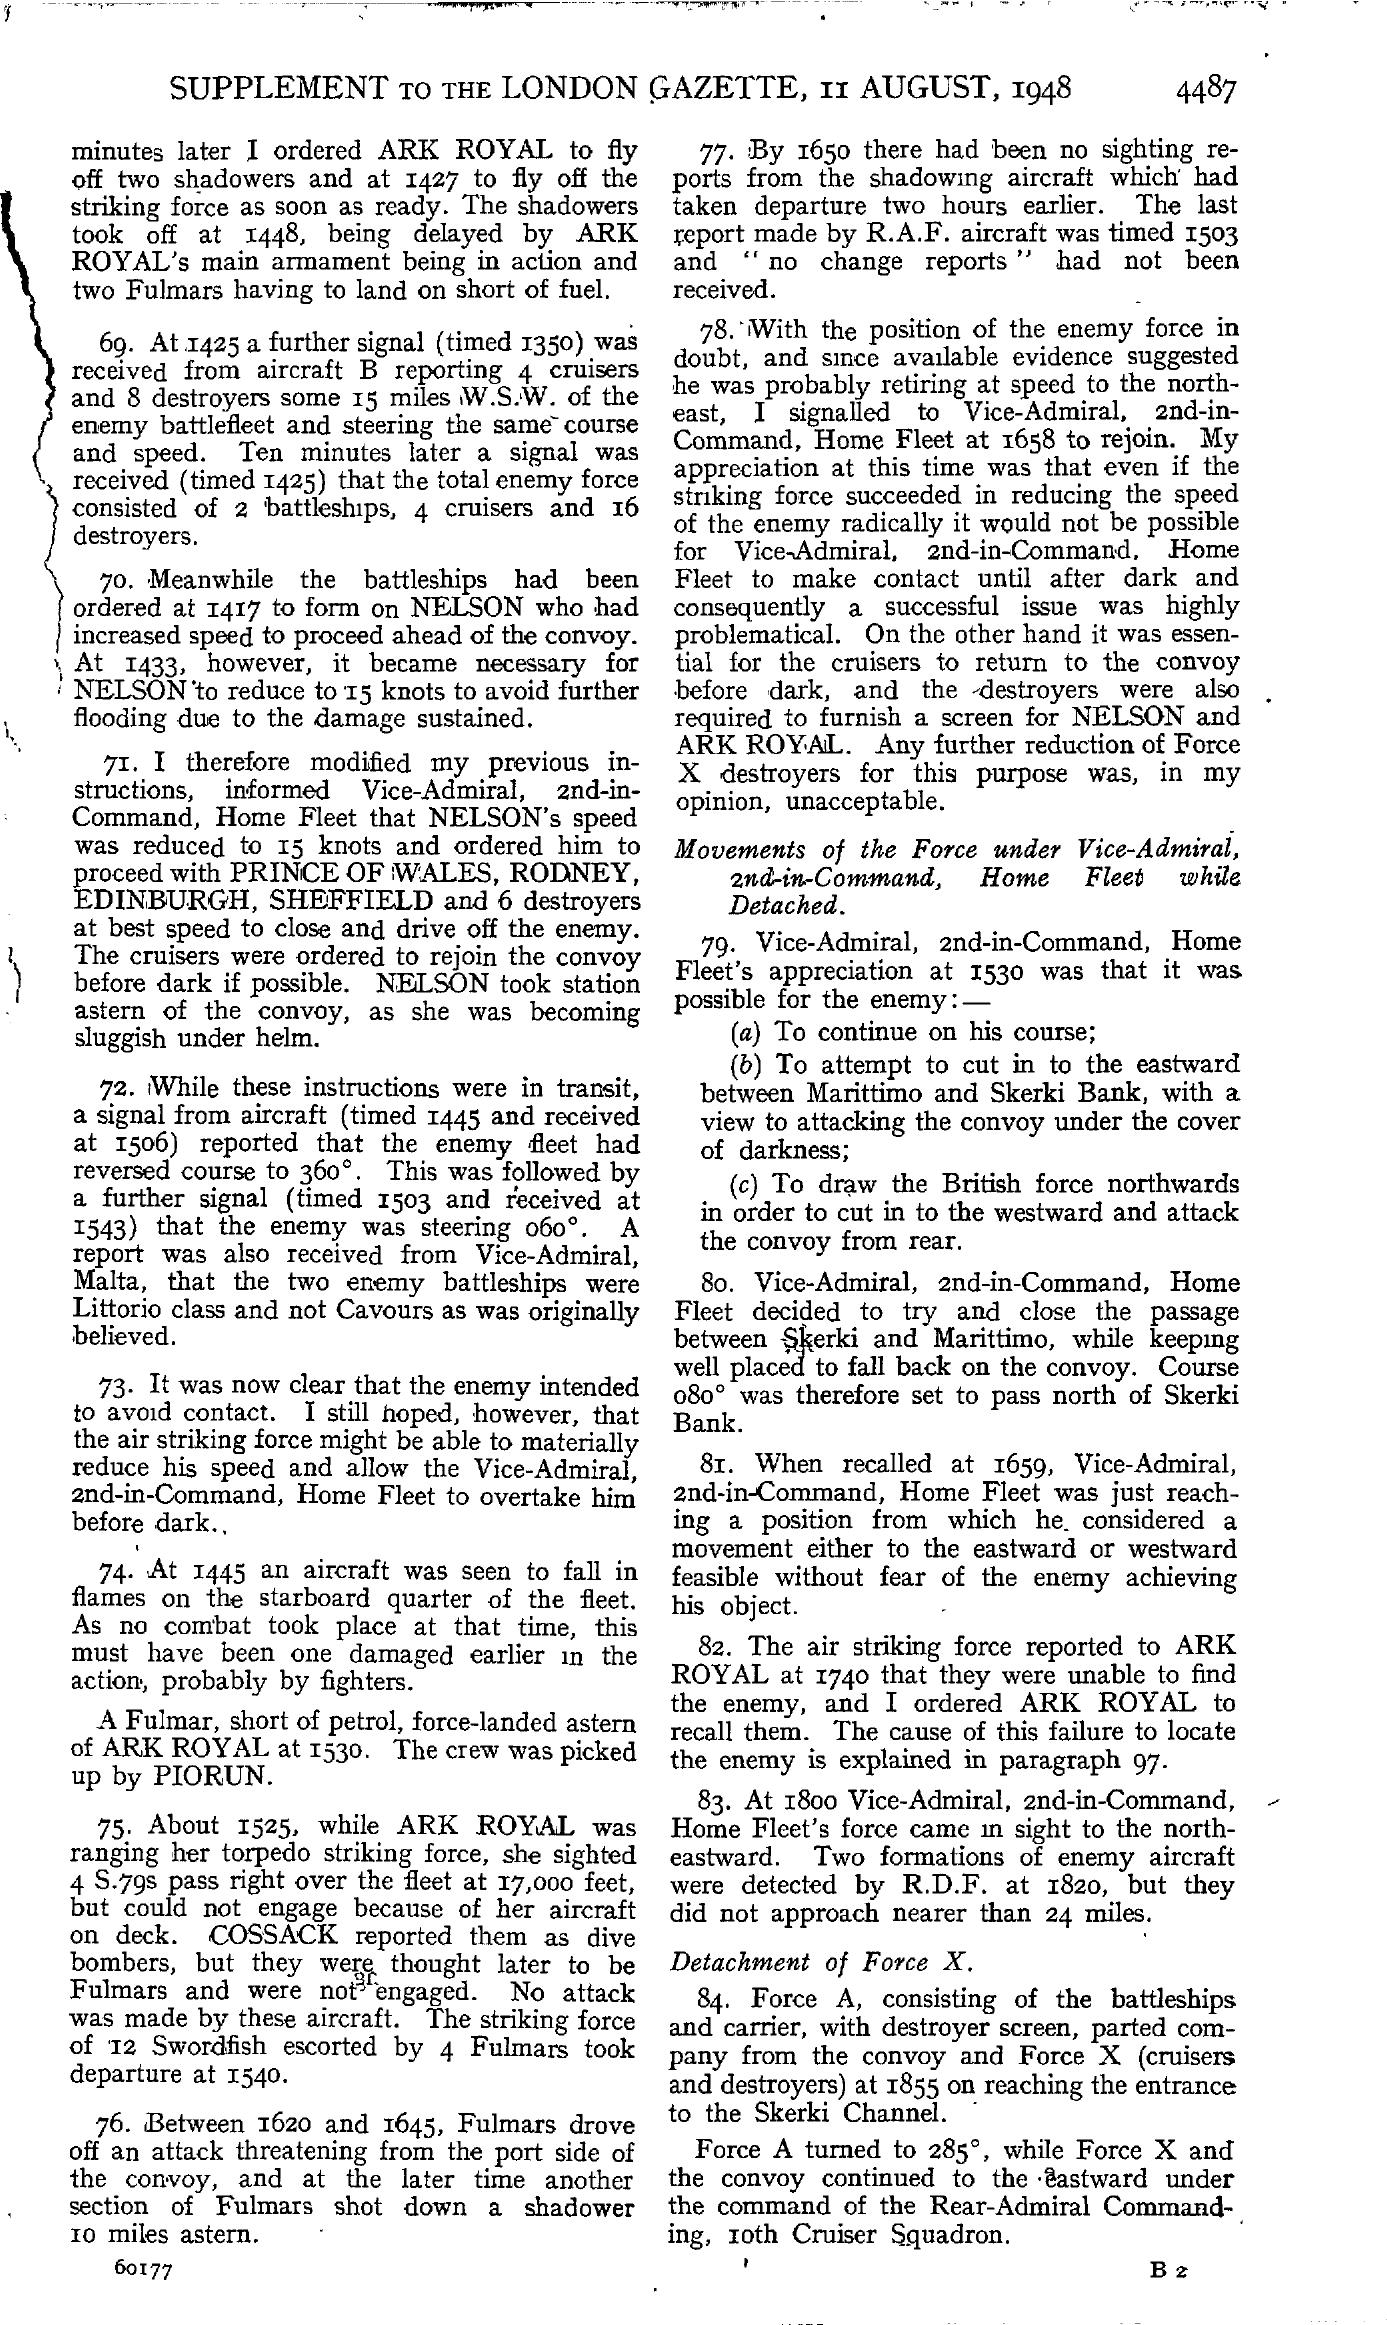 SUPPLEMENT TO THE LONDON GAZETTE, 11 AUGUST, 1948 4487
minutes later I ordered ARK ROYAL to fly
off two shadowers and at 1427 to fly off the
striking force as soon as ready. The shadowers
took off at 1448, being delayed by ARK
ROYAL's main armament being in action and
two Fulmars having to land on short of fuel.
69. At 1425 a further signal (timed 1350) was
received from aircraft B reporting 4 cruisers
and 8 destroyers some 15 miles W.S.W. of the
enemy battlefleet and steering the same course
and speed. Ten minutes later a signal was
received (timed 1425) that the total enemy force
consisted of 2 battleships, 4 cruisers and 16
destroyers.
70. Meanwhile the battleships had been
ordered at 1417 to form on NELSON who had
increased speed to proceed ahead of the convoy.
At 1433, however, it became necessary for
NELSON to reduce to 15 knots to avoid further
flooding due to the damage sustained.
71. I therefore modified my previous in-
structions, informed Vice-Admiral, 2nd-in-
Command, Home Fleet that NELSON's speed
was reduced to 15 knots and ordered him to
proceed with PRINCE OF WALES, RODNEY,
EDINBURGH, SHEFFIELD and 6 destroyers
at best speed to close and drive off the enemy.
The cruisers were ordered to rejoin the convoy
before dark if possible. NELSON took station
astern of the convoy, as she was becoming
sluggish under helm.
72. While these instructions were in transit,
a signal from aircraft (timed 1445 and received
at 1506) reported that the enemy fleet had
reversed course to 360°. This was followed by
a further signal (timed 1503 and received at
1543) that the enemy was steering 060°. A
report was also received from Vice-Admiral,
Malta, that the two enemy battleships were
Littorio class and not Cavours as was originally
believed.
73. It was now clear that the enemy intended
to avoid contact. I still hoped, however, that
the air striking force might be able to materially
reduce his speed and allow the Vice-Admiral,
2nd-in-Command, Home Fleet to overtake him
before dark.
74. At 1445 an aircraft was seen to fall in
flames on the starboard quarter of the fleet.
As no combat took place at that time, this
must have been one damaged earlier in the
action, probably by fighters.
A Fulmar, short of petrol, force-landed astern
of ARK ROYAL at 1530. The crew was picked
up by PIORUN.
75. About 1525, while ARK ROYAL was
ranging her torpedo striking force, she sighted
4 S.79s pass right over the fleet at 17,000 feet,
but could not engage because of her aircraft
on deck. COSSACK reported them as dive
bombers, but they were thought later to be
Fulmars and were not engaged. No attack
was made by these aircraft. The striking force
of 12 Swordfish escorted by 4 Fulmars took
departure at 1540.
76. Between 1620 and 1645, Fulmars drove
off an attack threatening from the port side of
the convoy, and at the later time another
section of Fulmars shot down a shadower
10 miles astern.
77. By 1650 there had been no sighting re-
ports from the shadowing aircraft which had
taken departure two hours earlier. The last
report made by R.A.F. aircraft was timed 1503
and "no change reports" had not been
received.
78. With the position of the enemy force in
doubt, and since available evidence suggested
he was probably retiring at speed to the north-
east, I signalled to Vice-Admiral, 2nd-in-
Command, Home Fleet at 1658 to rejoin. My
appreciation at this time was that even if the
striking force succeeded in reducing the speed
of the enemy radically it would not be possible
for Vice-Admiral, 2nd-in-Command, Home
Fleet to make contact until after dark and
consequently a successful issue was highly
problematical. On the other hand it was essen-
tial for the cruisers to return to the convoy
before dark, and the destroyers were also
required to furnish a screen for NELSON and
ARK ROYAL. Any further reduction of Force
X destroyers for this purpose was, in my
opinion, unacceptable.
Movements of the Force under Vice-Admiral,
2nd-in-Command, Home Fleet while
Detached.
79. Vice-Admiral, 2nd-in-Command, Home
Fleet's appreciation at 1530 was that it was
possible for the enemy:—
(a) To continue on his course;
(b) To attempt to cut in to the eastward
between Marittimo and Skerki Bank, with a
view to attacking the convoy under the cover
of darkness;
(c) To draw the British force northwards
in order to cut in to the westward and attack
the convoy from rear.
80. Vice-Admiral, 2nd-in-Command, Home
Fleet decided to try and close the passage
between Skerki and Marittimo, while keeping
well placed to fall back on the convoy. Course
080° was therefore set to pass north of Skerki
Bank.
81. When recalled at 1659, Vice-Admiral,
2nd-in-Command, Home Fleet was just reach-
ing a position from which he considered a
movement either to the eastward or westward
feasible without fear of the enemy achieving
his object.
82. The air striking force reported to ARK
ROYAL at 1740 that they were unable to find
the enemy, and I ordered ARK ROYAL to
recall them. The cause of this failure to locate
the enemy is explained in paragraph 97.
83. At 1800 Vice-Admiral, 2nd-in-Command,
Home Fleet's force came in sight to the north-
eastward. Two formations of enemy aircraft
were detected by R.D.F. at 1820, but they
did not approach nearer than 24 miles.
Detachment of Force X.
84. Force A, consisting of the battleships
and carrier, with destroyer screen, parted com-
pany from the convoy and Force X (cruisers
and destroyers) at 1855 on reaching the entrance
to the Skerki Channel.
Force A turned to 285°, while Force X and
the convoy continued to the eastward under
the command of the Rear-Admiral Command-
ing, 10th Cruiser Squadron.
60177
B 2